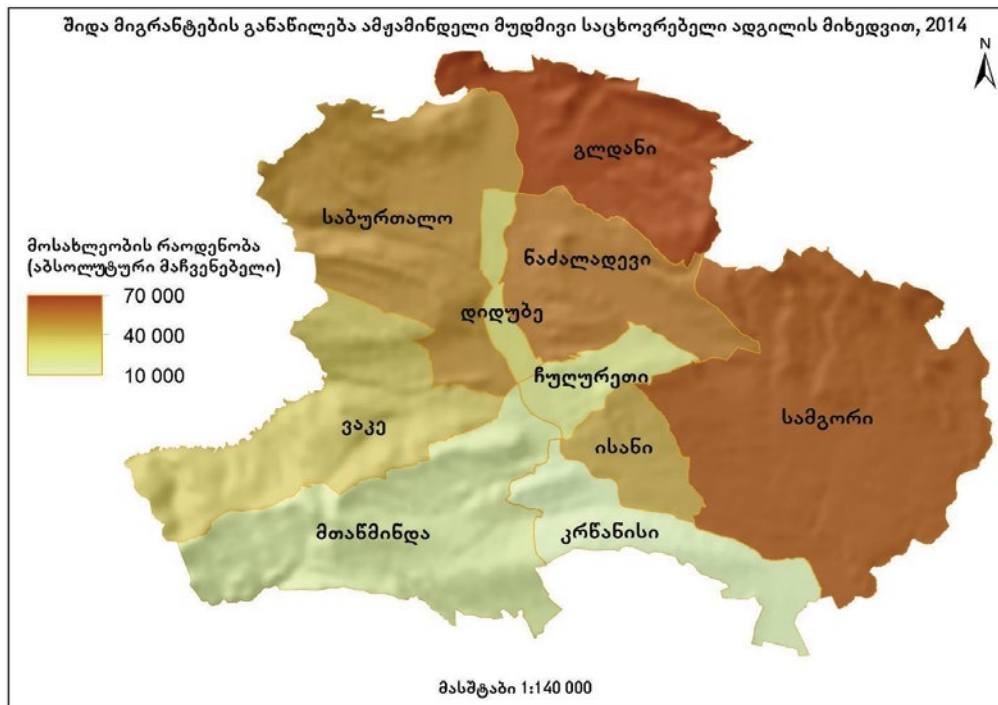 შიდა მიგრანტების განაწილება ამჟამინდელი მუდმივი საცხოვრებელი ადგილის მიხედვით, 2014
N
გლდანი
საბურთალო
ნაძალადევი
მოსახლეობის რაოდენობა
(აბსოლუტური მაჩვენებელი)
70 000
40 000
10 000
დიდუბე
ჩუღურეთი
ვაკე
ისანი
სამგორი
მთაწმინდა
კრწანისი
მასშტაბი 1:140 000